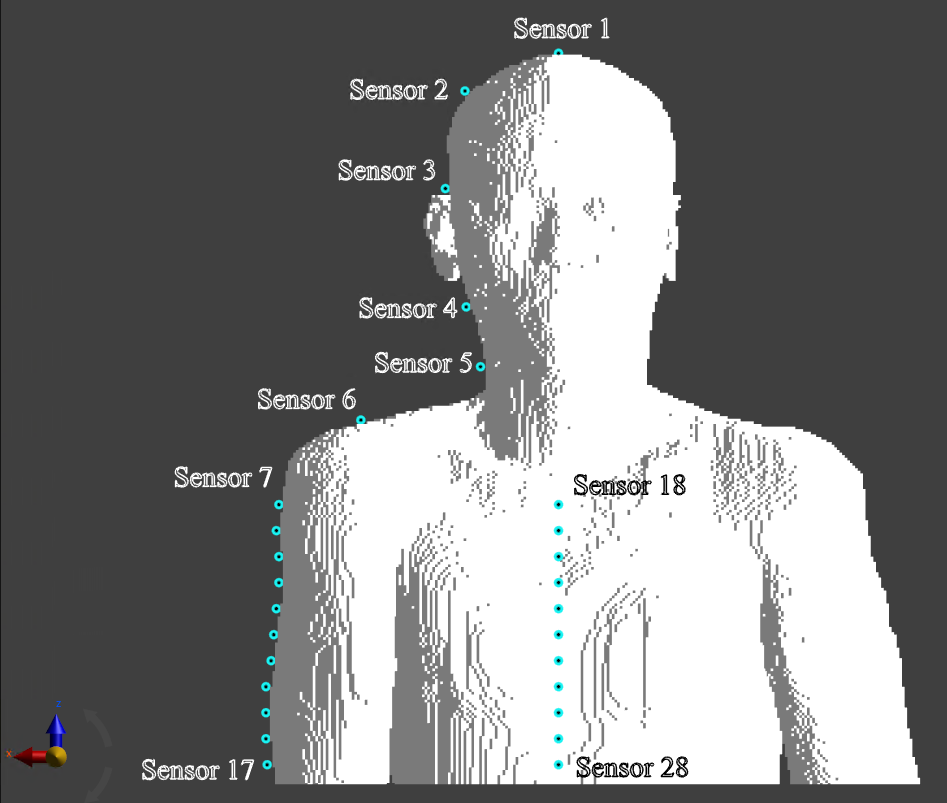 Sensor 1
Sensor 2
Sensor 3
Sensor 4
Sensor 5
Sensor 6
Sensor 7
Sensor 18
Sensor 17
Sensor 28
x
z